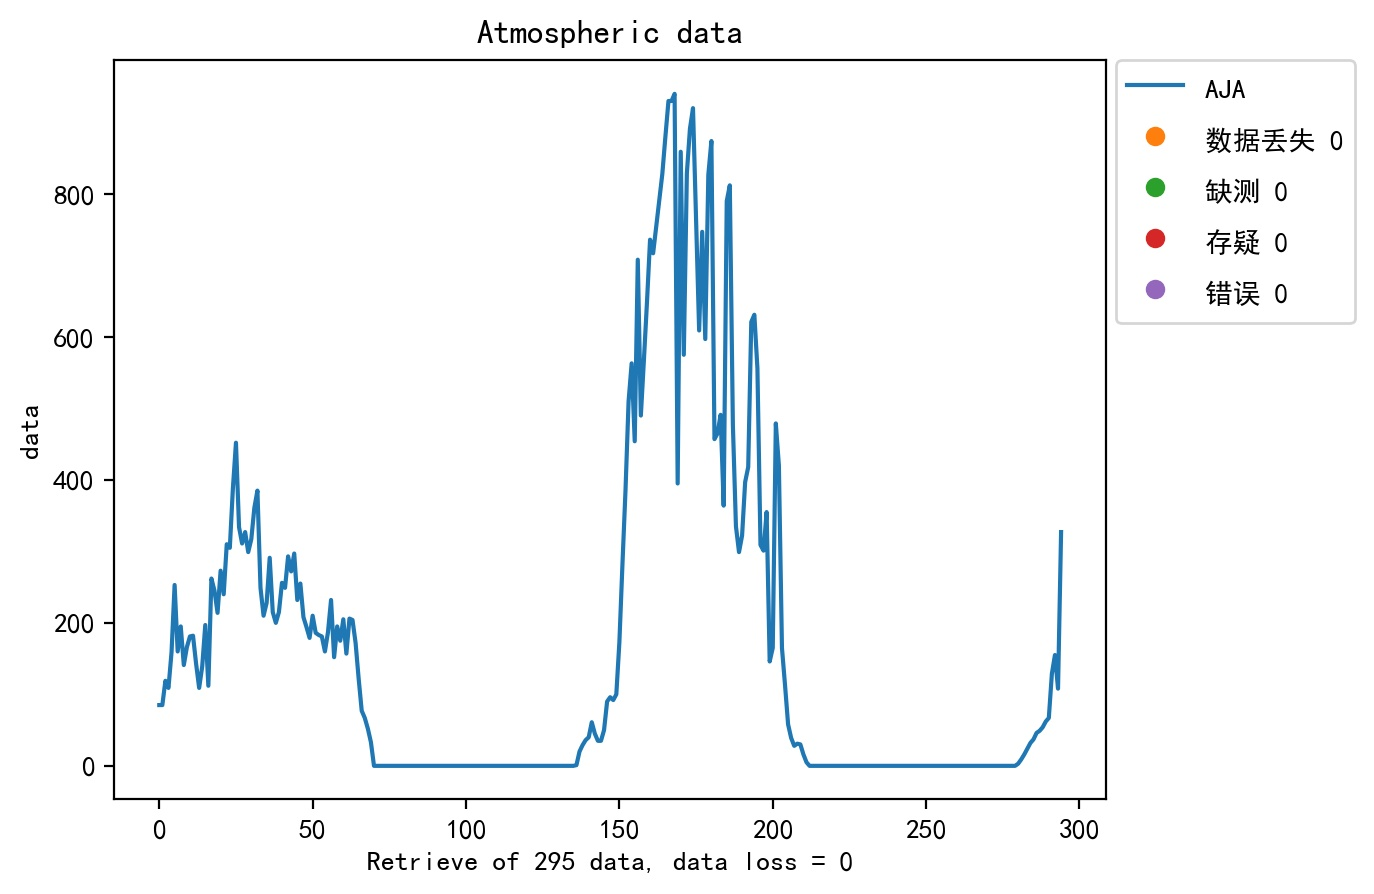 Atmospheric data
AJA
数据丢失 0
缺测 0
存疑 0
错误 0
800
600
400
200
0
data
0 50 100 150 200 250 300
Retrieve of 295 data, data loss = 0